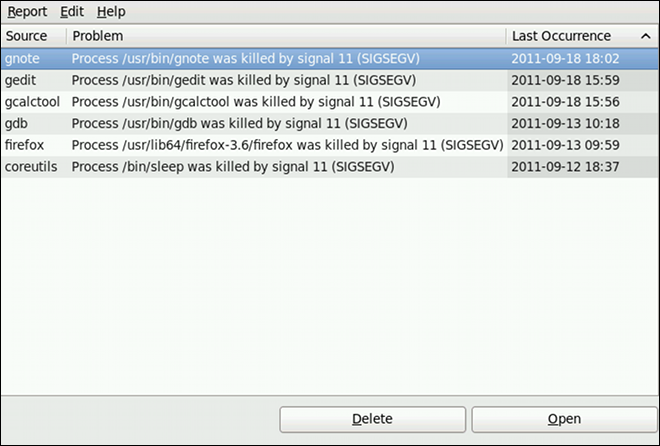 Report Edit Help
Source Problem Last Occurrence
gnote Process /usr/bin/gnote was killed by signal 11 (SIGSEGV) 2011-09-18 18:02
gedit Process /usr/bin/gedit was killed by signal 11 (SIGSEGV) 2011-09-18 15:59
gcalctool Process /usr/bin/gcalctool was killed by signal 11 (SIGSEGV) 2011-09-18 15:56
gdb Process /usr/bin/gdb was killed by signal 11 (SIGSEGV) 2011-09-13 10:18
firefox Process /usr/lib64/firefox-3.6/firefox was killed by signal 11 (SIGSEGV) 2011-09-13 09:59
coreutils Process /bin/sleep was killed by signal 11 (SIGSEGV) 2011-09-12 18:37
Delete Open